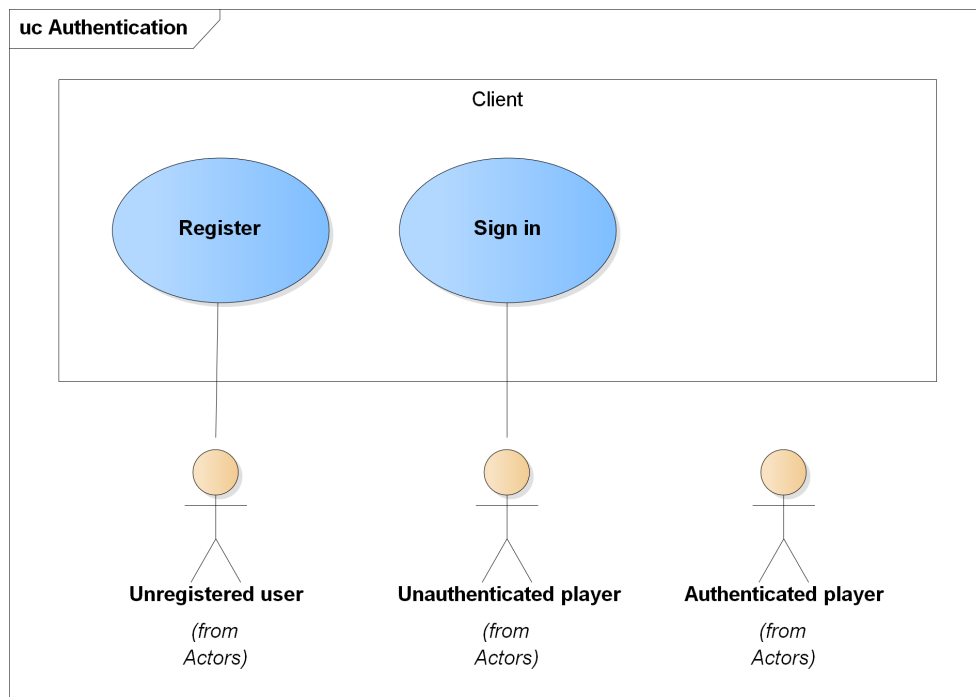 uc Authentication
Client
Register
Sign in
Unregistered user
(from
Actors)
Unauthenticated player
(from
Actors)
Authenticated player
(from
Actors)